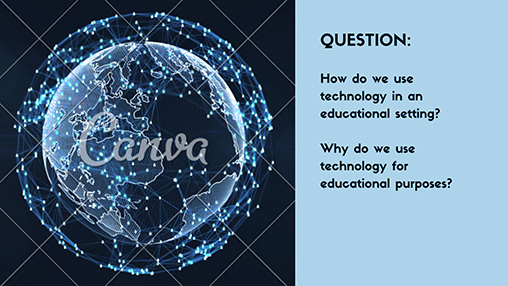 Canva
QUESTION:
How do we use
technology in an
educational setting?
Why do we use
technology for
educational purposes?